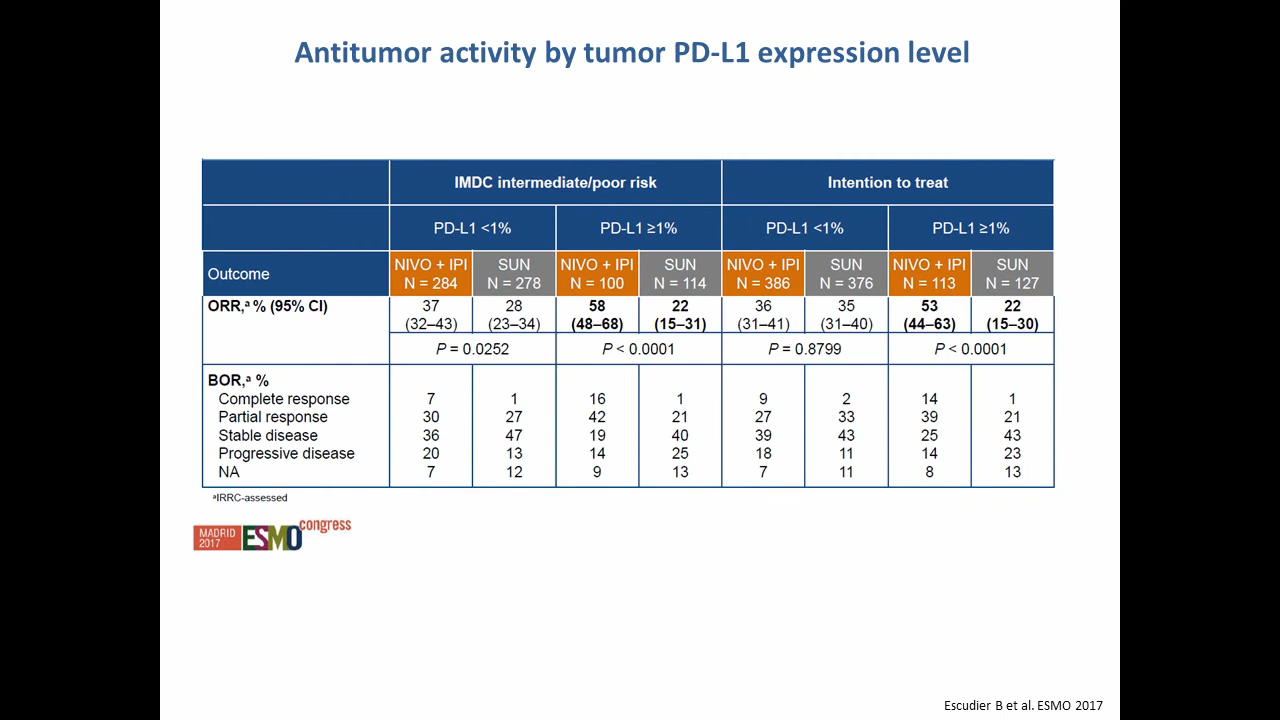 Antitumor activity by tumor PD-L1 expression level
IMDC intermediate/poor risk Intention to treat
PD-L1 <1% PD-L1 ≥1% PD-L1 <1% PD-L1 ≥1%
Outcome NIVO + IPI N = 284 SUN N = 278 NIVO + IPI N = 100 SUN N = 114 NIVO + IPI N = 386 SUN N = 376 NIVO + IPI N = 113 SUN N = 127
ORR,ᵃ % (95% CI) 37 28 58 22 36 35 53 22
(32–43) (23–34) (48–68) (15–31) (31–41) (31–40) (44–63) (15–30)
P = 0.0252 P < 0.0001 P = 0.8799 P < 0.0001
BOR,ᵃ %
Complete response 7 1 16 1 9 2 14 1
Partial response 30 27 42 21 27 33 39 21
Stable disease 36 47 19 40 39 43 25 43
Progressive disease 20 13 14 25 18 11 14 23
NA 7 12 9 13 7 11 8 13
ᵃIRRC-assessed
MADRID 2017 ESMO congress
Escudier B et al. ESMO 2017